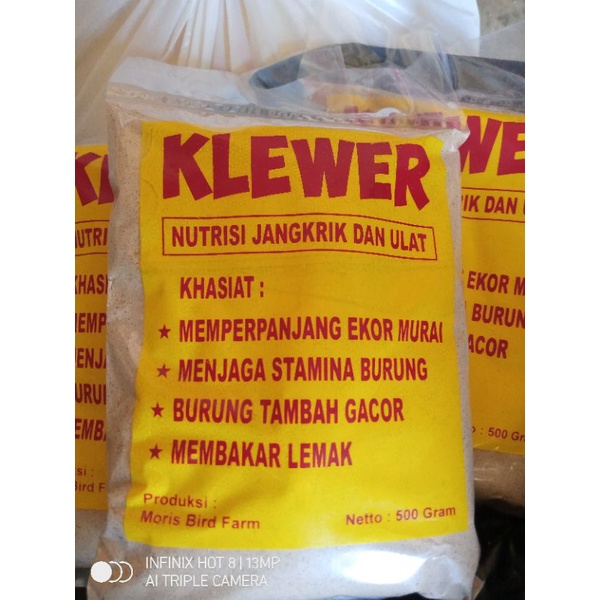 KLEWER
NUTRISI JANGKRIK DAN ULAT
KHASIAT :
★ MEMPERPANJANG EKOR MURAI
★ MENJAGA STAMINA BURUNG
★ BURUNG TAMBAH GACOR
★ MEMBAKAR LEMAK
Produksi :
Moris Bird Farm
Netto : 500 Gram
INFINIX HOT 8 | 13MP
AI TRIPLE CAMERA